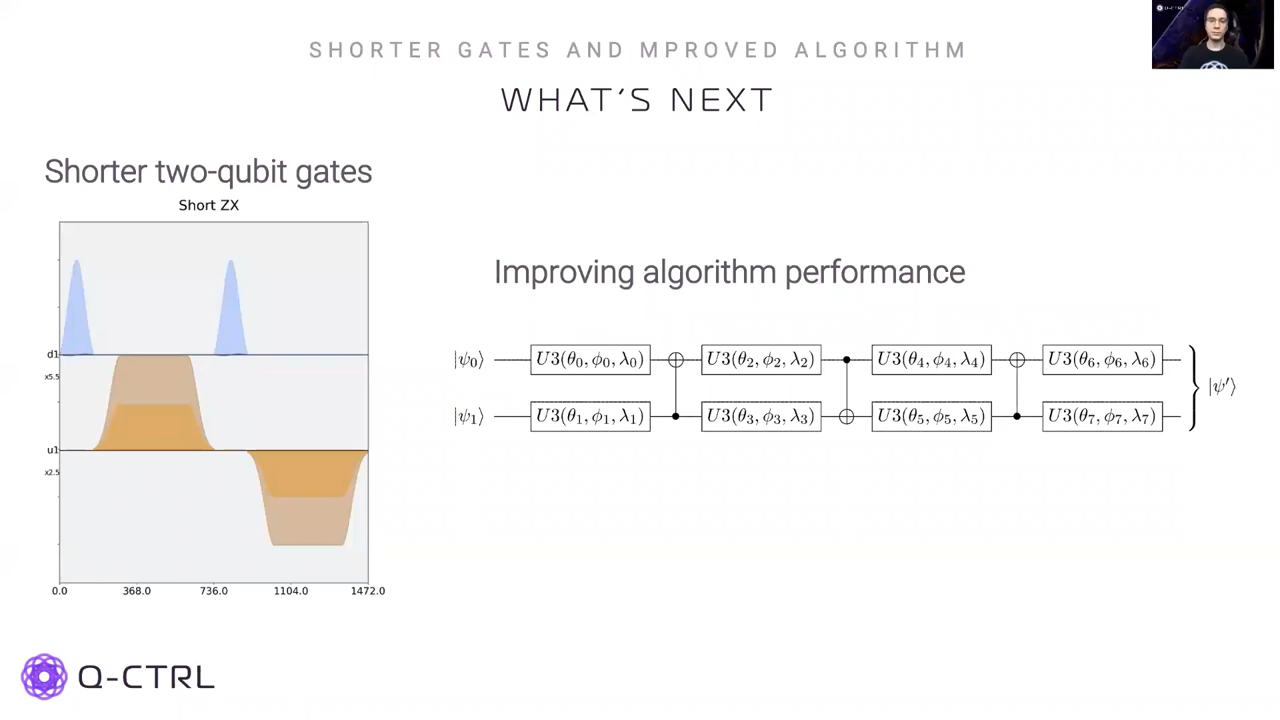 SHORTER GATES AND MPROVED ALGORITHM
WHAT'S NEXT
Shorter two-qubit gates
Short ZX
d1
x5.5
u1
x2.5
0.0 368.0 736.0 1104.0 1472.0
Improving algorithm performance
|ψ0⟩ U3(θ0, ϕ0, λ0) U3(θ2, ϕ2, λ2) U3(θ4, ϕ4, λ4) U3(θ6, ϕ6, λ6)
|ψ′⟩
|ψ1⟩ U3(θ1, ϕ1, λ1) U3(θ3, ϕ3, λ3) U3(θ5, ϕ5, λ5) U3(θ7, ϕ7, λ7)
Q-CTRL